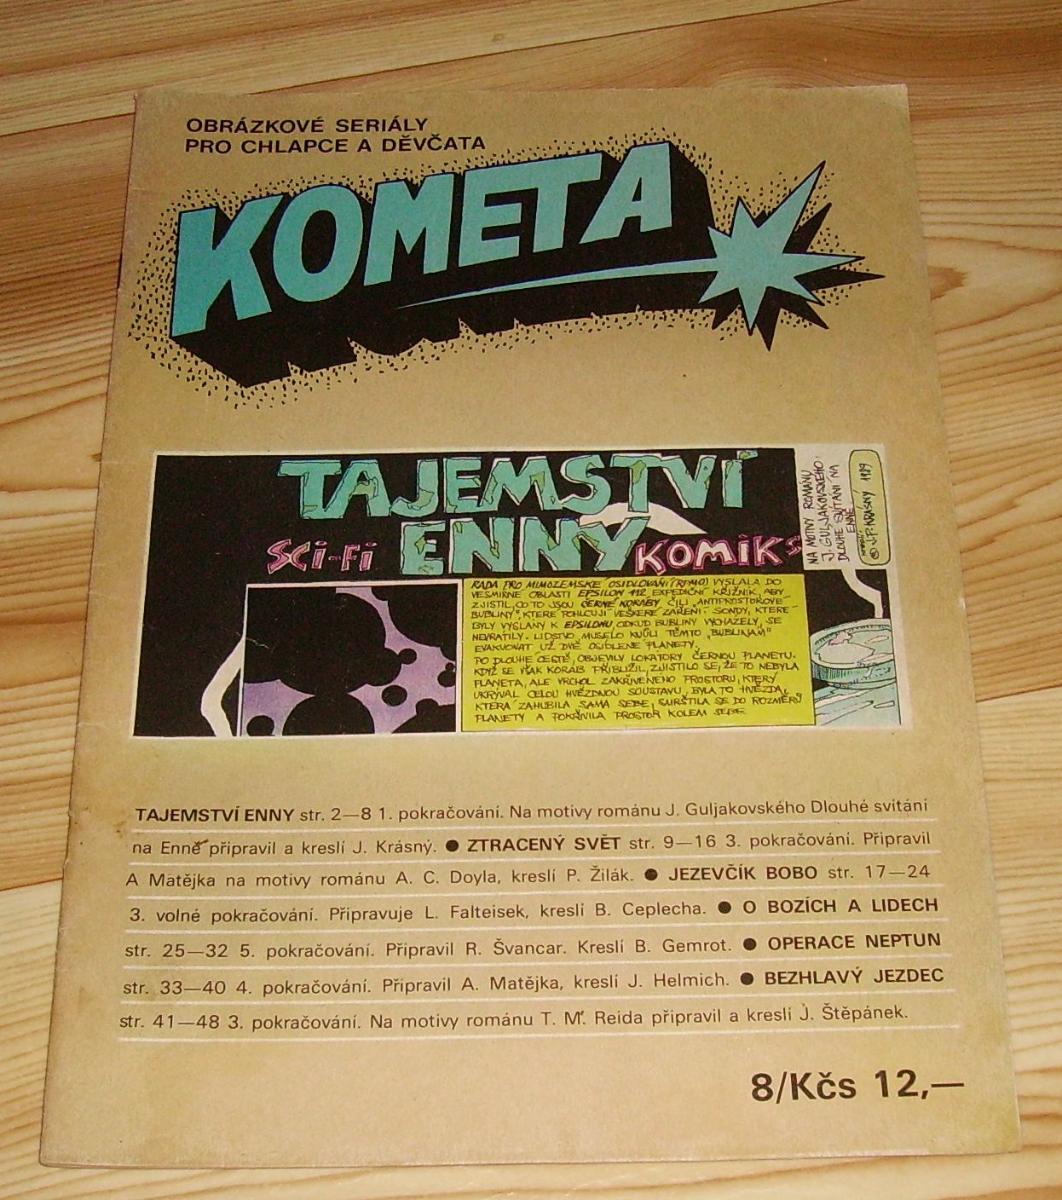 OBRÁZKOVÉ SERIÁLY
PRO CHLAPCE A DĚVČATA
KOMETA
TAJEMSTVÍ
ENNY
SCI-FI
KOMIKS
NA MOTIVY ROMÁNU
J. GULJAKOVSKÉHO:
DLOUHÉ SVÍTÁNÍ NA
ENNĚ
© J.P. KRÁSNÝ 1989
RADA PRO MIMOZEMSKÉ OSIDLOVÁNÍ (RPMO) VYSLALA DO
VESMÍRNÉ OBLASTI EPSILON 112 EXPEDIČNÍ KŘIŽNÍK, ABY
ZJISTIL, CO TO JSOU ČERNÉ KORÁBY ČILI „ANTIPROSTOROVÉ
BUBLINY", KTERÉ POHLCUJÍ VEŠKERÉ ZÁŘENÍ. SONDY, KTERÉ
BYLY VYSLÁNY K EPSILONU, ODKUD BUBLINY VYCHÁZELY, SE
NEVRÁTILY. LIDSTVO MUSELO KVŮLI TĚMTO „BUBLINÁM"
EVAKUOVAT UŽ DVĚ OSÍDLENÉ PLANETY.
PO DLOUHÉ CESTĚ, OBJEVILY LOKÁTORY ČERNOU PLANETU.
KDYŽ SE VŠAK KORÁB PŘIBLÍŽIL, ZJISTILO SE, ŽE TO NEBYLA
PLANETA, ALE VRCHOL ZAKŘIVENÉHO PROSTORU, KTERÝ
UKRÝVAL CELOU HVĚZDNOU SOUSTAVU. BYLA TO HVĚZDA,
KTERÁ ZAHUBILA SAMA SEBE, SMRŠTILA SE DO ROZMĚRU
PLANETY A POKŘIVILA PROSTOR KOLEM SEBE
TAJEMSTVÍ ENNY str. 2—8 1. pokračování. Na motivy románu J. Guljakovského Dlouhé svítání
na Enně připravil a kreslí J. Krásný. ● ZTRACENÝ SVĚT str. 9—16 3. pokračování. Připravil
A Matějka na motivy románu A. C. Doyla, kreslí P. Žilák. ● JEZEVČÍK BOBO str. 17—24
3. volné pokračování. Připravuje L. Falteisek, kreslí B. Ceplecha. ● O BOZÍCH A LIDECH
str. 25—32 5. pokračování. Připravil R. Švancar. Kreslí B. Gemrot. ● OPERACE NEPTUN
str. 33—40 4. pokračování. Připravil A. Matějka, kreslí J. Helmich. ● BEZHLAVÝ JEZDEC
str. 41—48 3. pokračování. Na motivy románu T. M. Reida připravil a kreslí J. Štěpánek.
8/Kčs 12,—